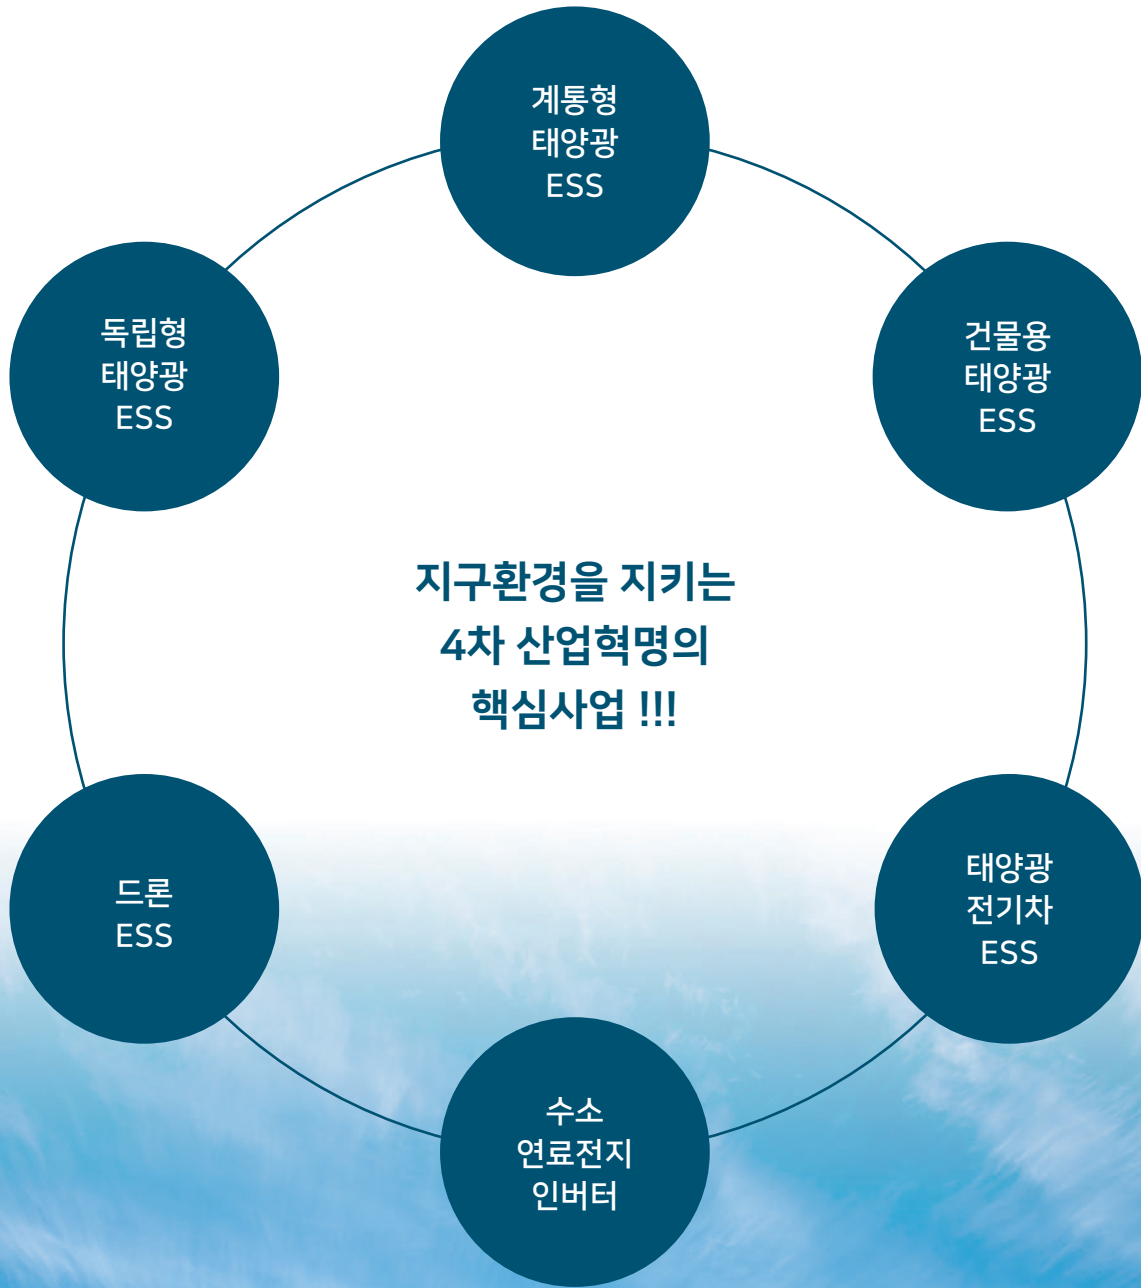 계통형
태양광
ESS
독립형
태양광
ESS
건물용
태양광
ESS
지구환경을 지키는
4차 산업혁명의
핵심사업 !!!
드론
ESS
태양광
전기차
ESS
수소
연료전지
인버터